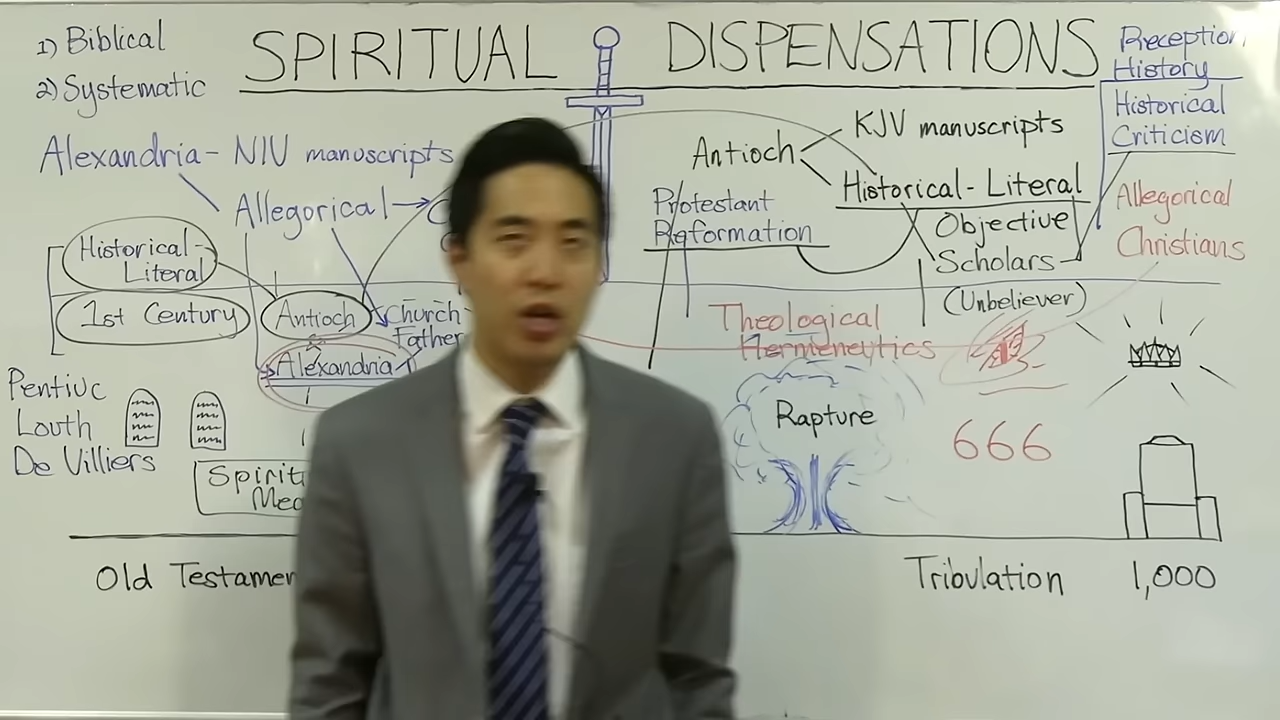 1) Biblical
2) Systematic
SPIRITUAL DISPENSATIONS
Reception
History
Historical
Criticism
Allegorical
Christians
Alexandria - NIV manuscripts
Allegorical
Historical-
Literal
1st Century
Antioch
Church
Father
Alexandria
Antioch
KJV manuscripts
Historical-Literal
Protestant
Reformation
Objective
Scholars
(Unbeliever)
Theological
Hermeneutics
Pentiuc
Louth
De Villiers
Rapture
666
Old
Tribulation
1,000